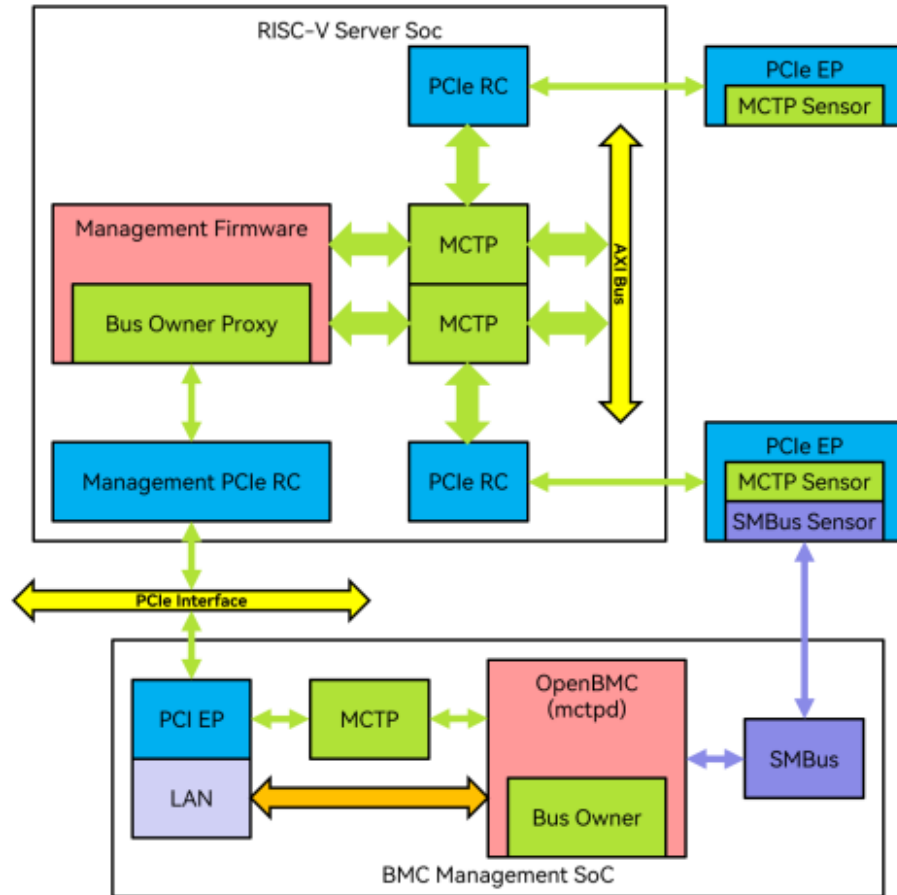 RISC-V Server Soc
PCIe RC
PCIe EP
MCTP Sensor
Management Firmware
MCTP
AXI Bus
Bus Owner Proxy
MCTP
Management PCIe RC
PCIe RC
PCIe EP
MCTP Sensor
SMBus Sensor
PCIe Interface
PCI EP
MCTP
OpenBMC
(mctpd)
SMBus
LAN
Bus Owner
BMC Management SoC